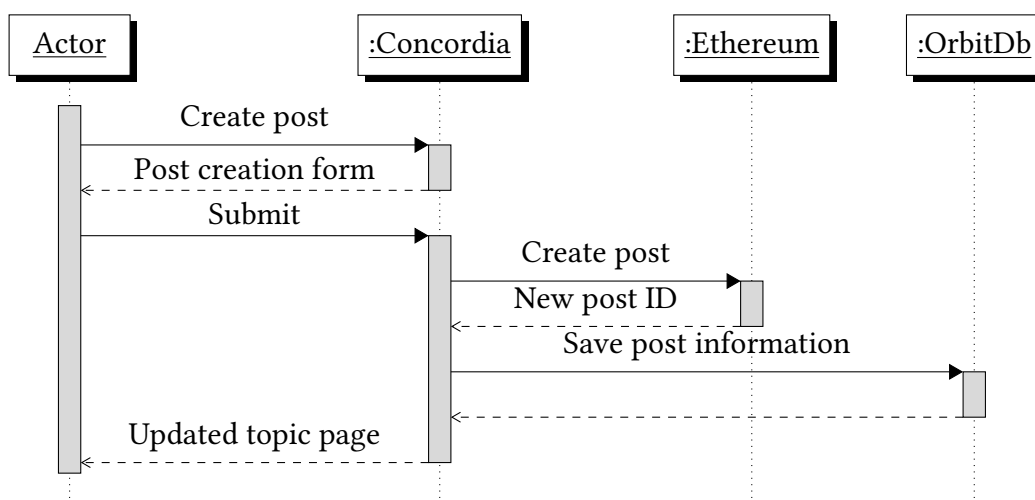 Actor
:Concordia
:Ethereum
:OrbitDb
Create post
Post creation form
Submit
Create post
New post ID
Save post information
Updated topic page